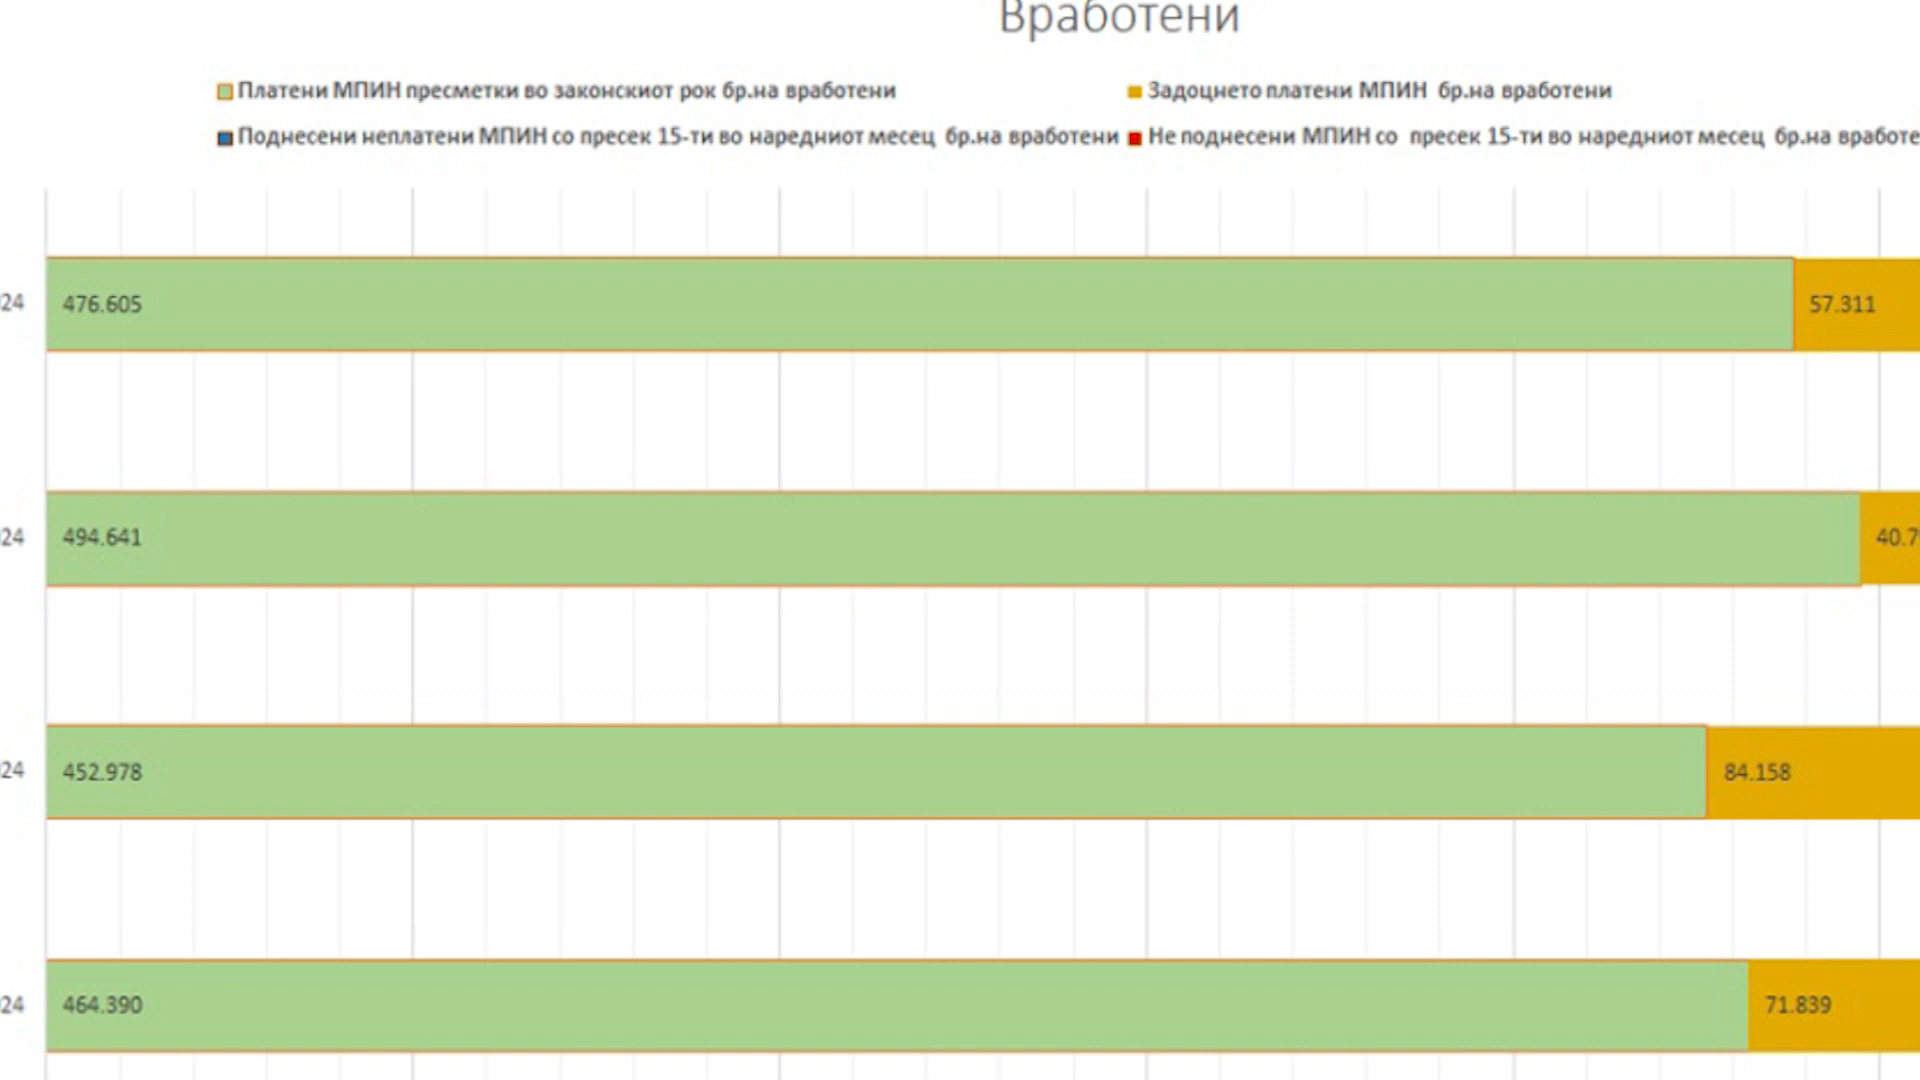 Вработени
Платени МПИН пресметки во законскиот рок бр.на вработени
Задоцнето платени МПИН бр.на вработени
Поднесени неплатени МПИН со пресек 15-ти во наредниот месец бр.на вработени
Не поднесени МПИН со пресек 15-ти во наредниот месец бр.на
24 476.605 57.311
24 494.641
24 452.978 84.158
24 464.390 71.839